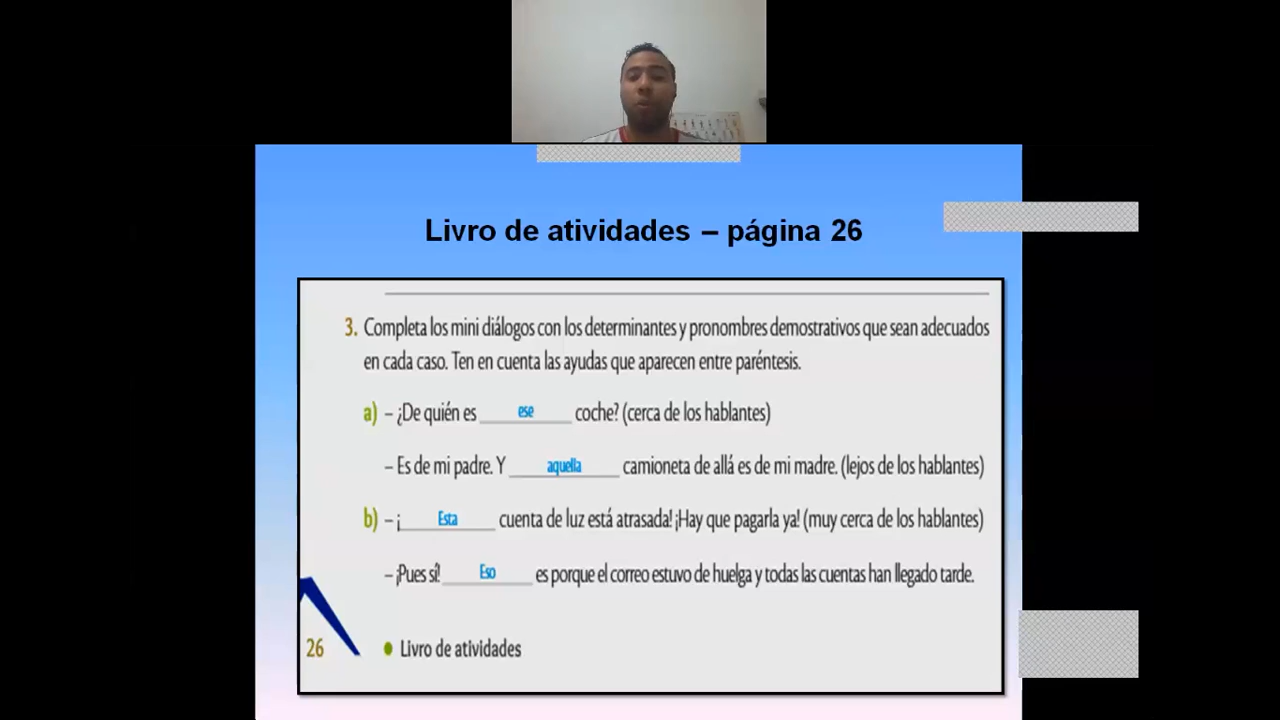 Livro de atividades – página 26
3. Completa los mini diálogos con los determinantes y pronombres demostrativos que sean adecuados
en cada caso. Ten en cuenta las ayudas que aparecen entre paréntesis.
a) – ¿De quién es ese coche? (cerca de los hablantes)
– Es de mi padre. Y aquella camioneta de allá es de mi madre. (lejos de los hablantes)
b) – ¡ Esta cuenta de luz está atrasada! ¡Hay que pagarla ya! (muy cerca de los hablantes)
– ¡Pues sí! Eso es porque el correo estuvo de huelga y todas las cuentas han llegado tarde.
26 • Livro de atividades